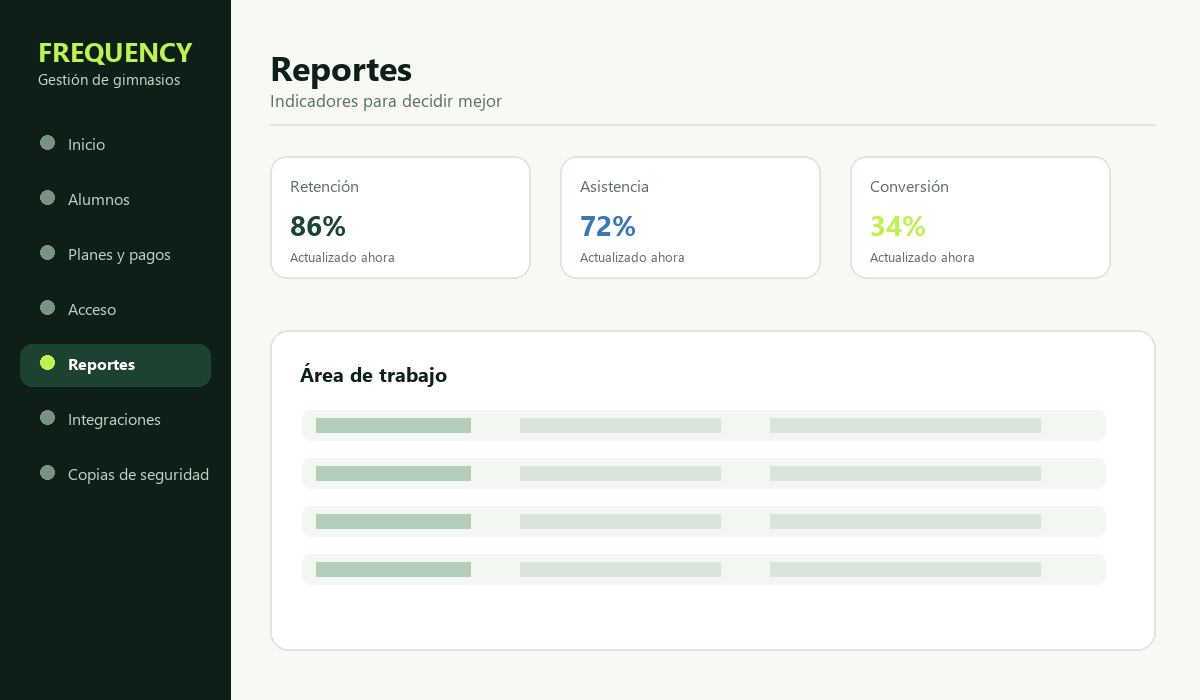 FREQUENCY
Gestión de gimnasios
Inicio
Alumnos
Planes y pagos
Acceso
Reportes
Integraciones
Copias de seguridad
Reportes
Indicadores para decidir mejor
Retención
86%
Actualizado ahora
Asistencia
72%
Actualizado ahora
Conversión
34%
Actualizado ahora
Área de trabajo